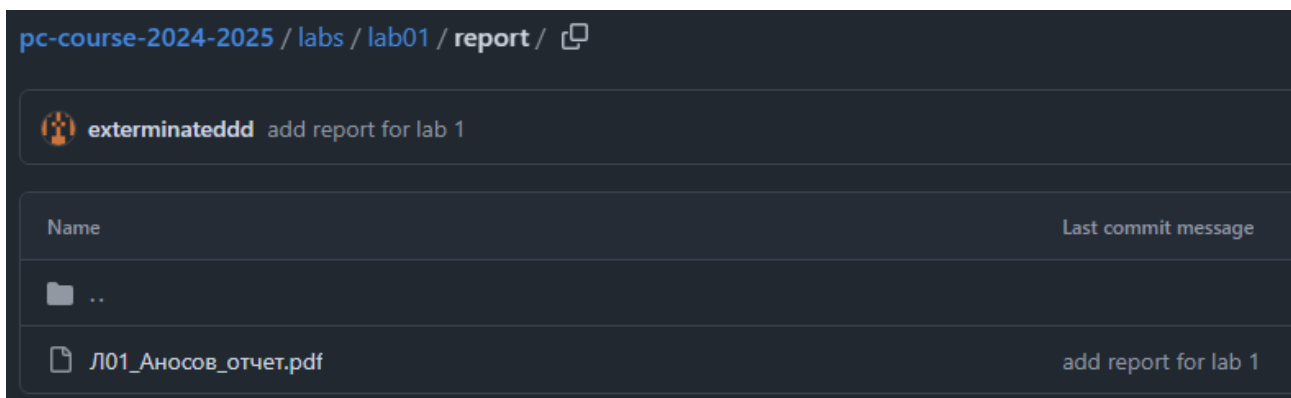 pc-course-2024-2025 / labs / lab01 / report /
exterminateddd add report for lab 1
Name Last commit message
..
Л01_Аносов_отчет.pdf add report for lab 1